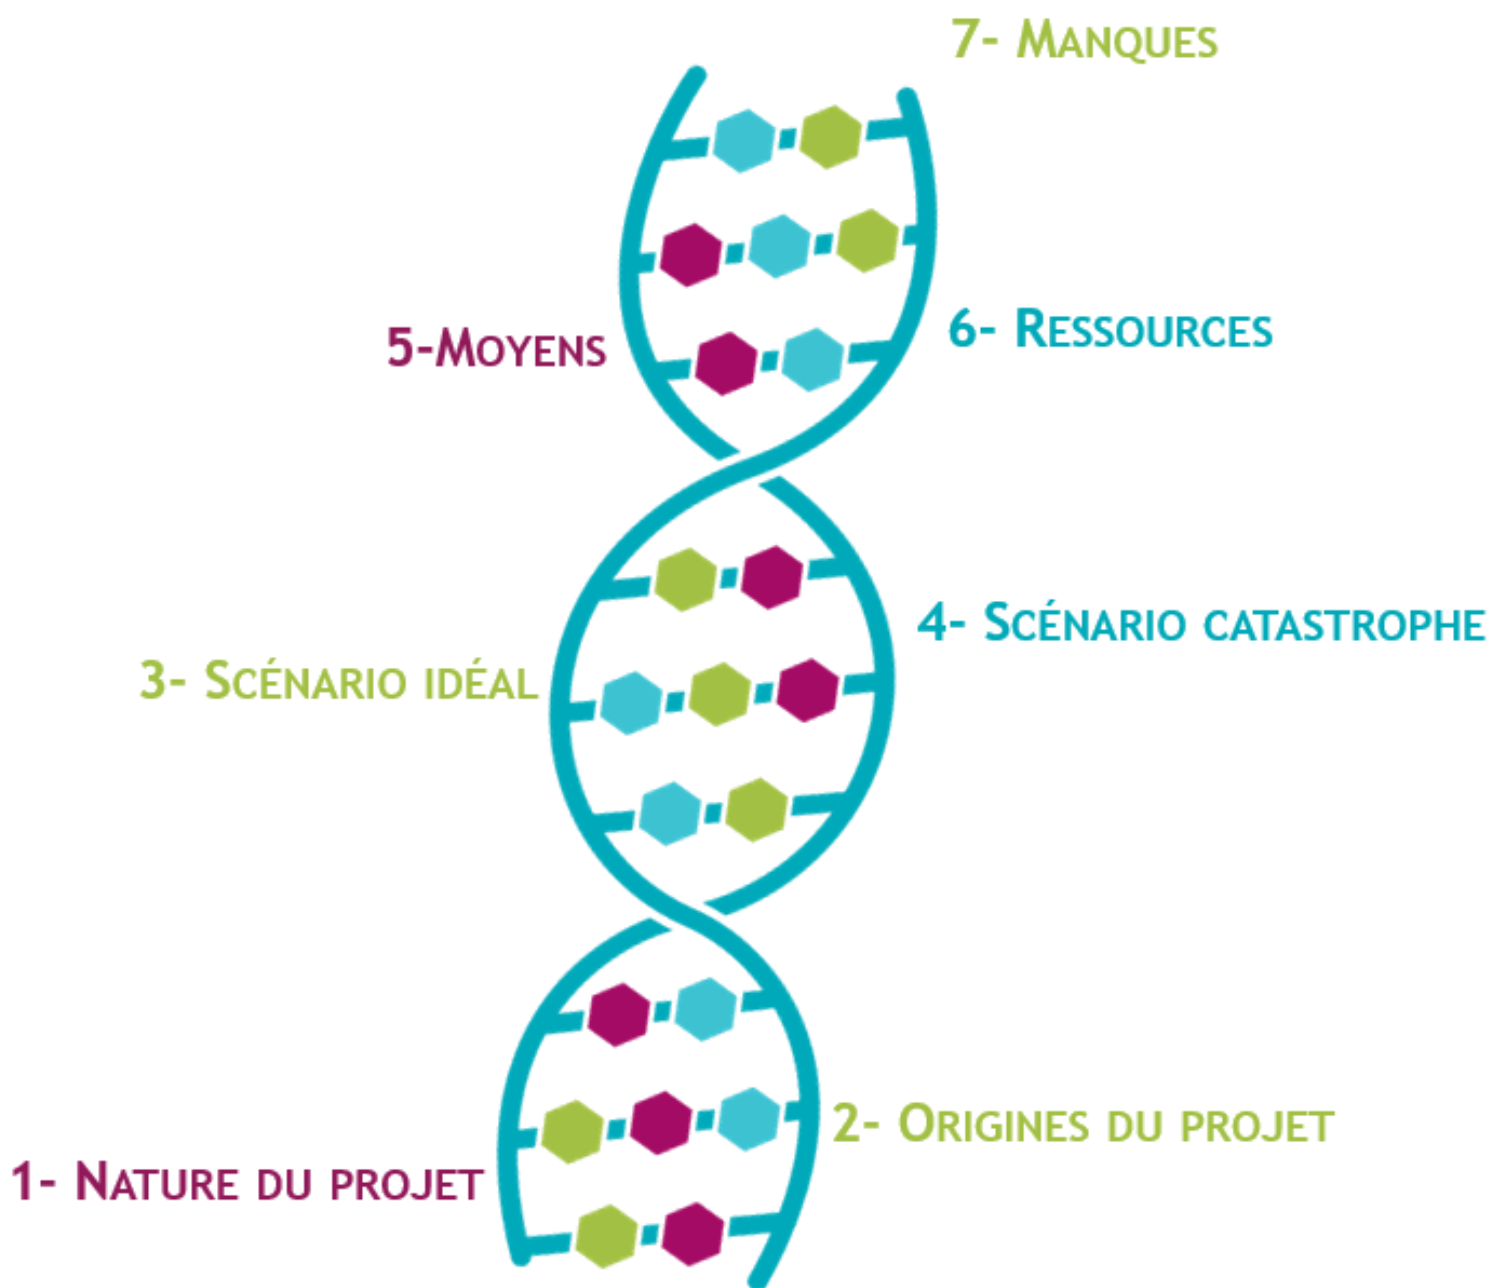 7- Manques
5-Moyens
6- Ressources
4- Scénario catastrophe
3- Scénario idéal
2- Origines du projet
1- Nature du projet